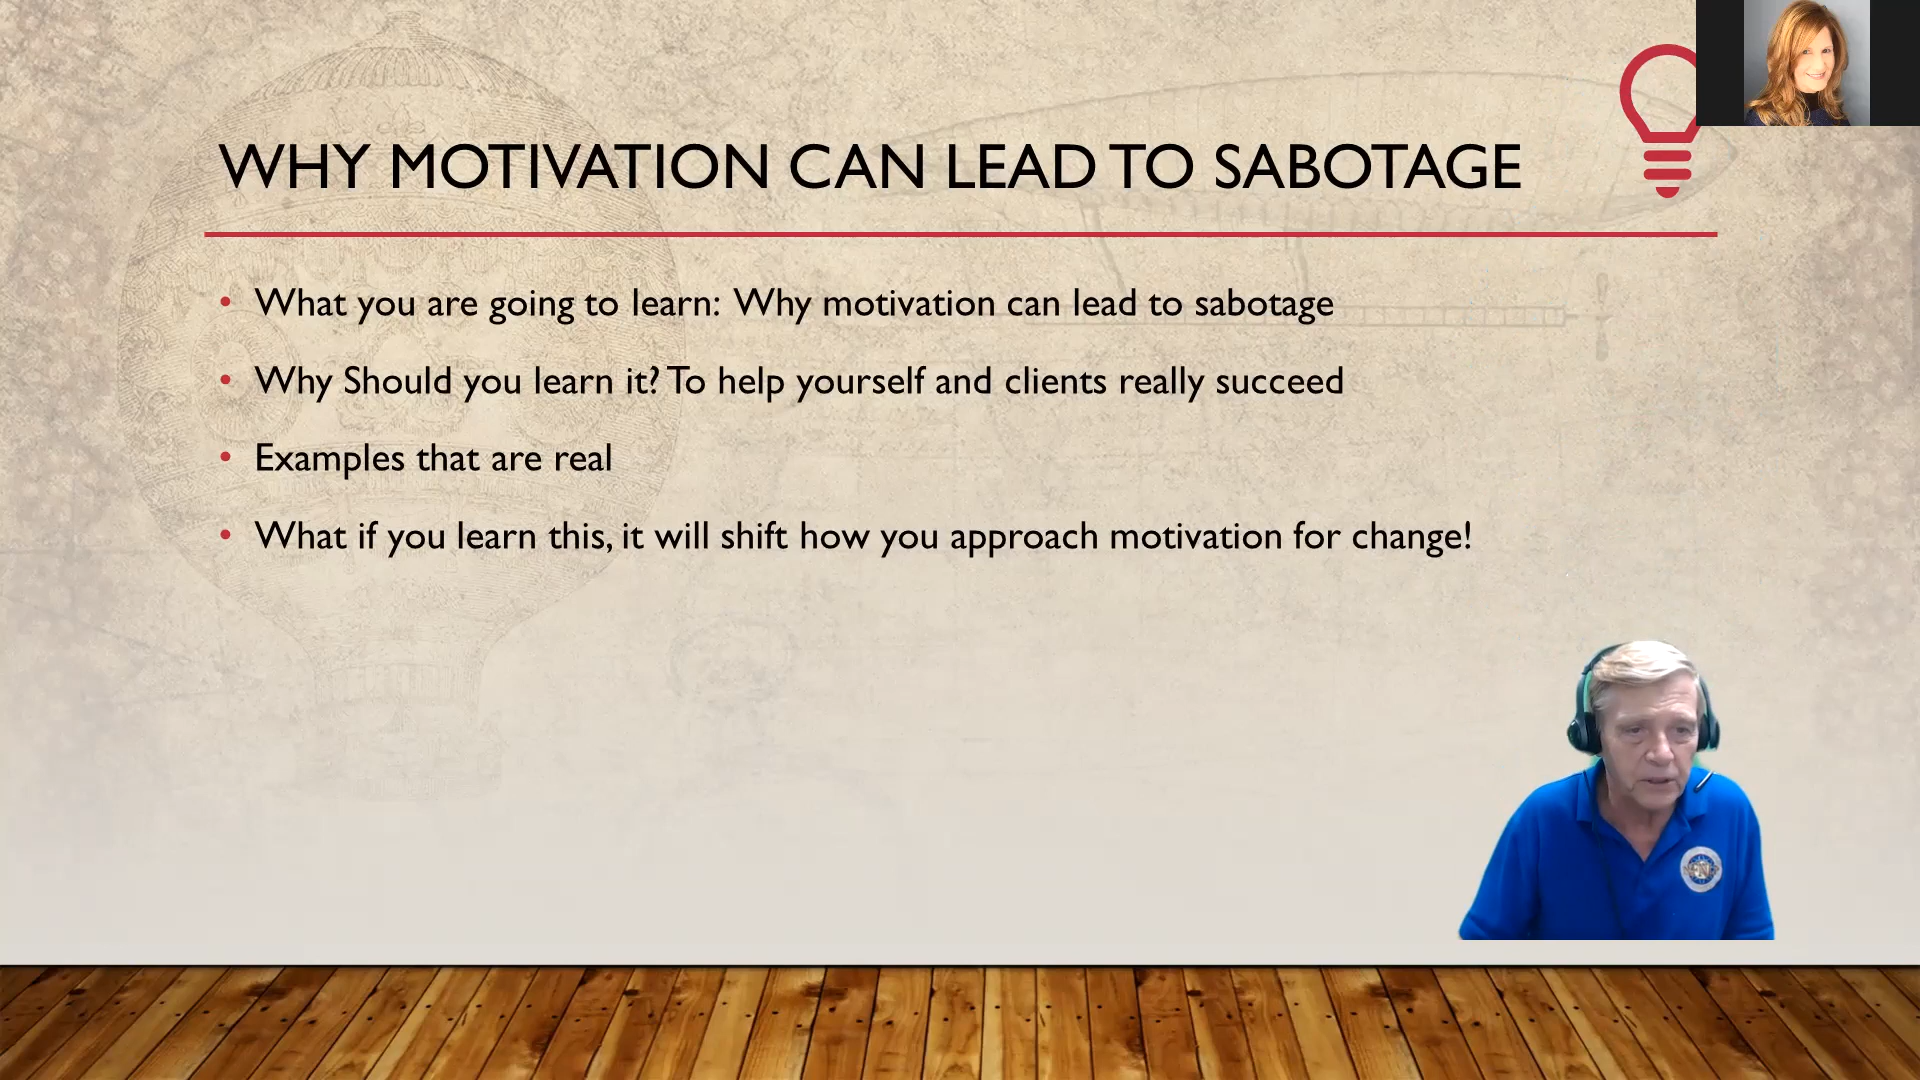 WHY MOTIVATION CAN LEAD TO SABOTAGE
• What you are going to learn: Why motivation can lead to sabotage
• Why Should you learn it? To help yourself and clients really succeed
• Examples that are real
• What if you learn this, it will shift how you approach motivation for change!